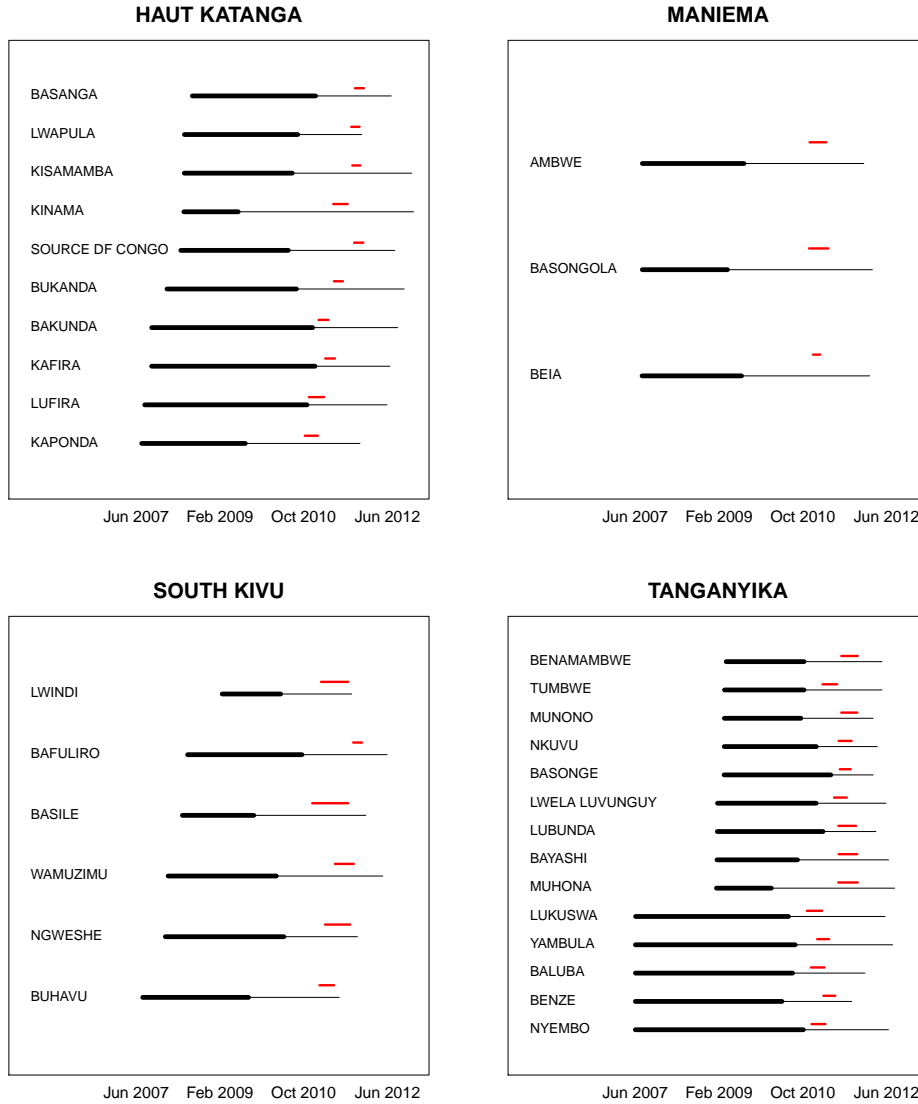 HAUT KATANGA
BASANGA
LWAPULA
KISAMAMBA
KINAMA
SOURCE DF CONGO
BUKANDA
BAKUNDA
KAFIRA
LUFIRA
KAPONDA
Jun 2007 Feb 2009 Oct 2010 Jun 2012
MANIEMA
AMBWE
BASONGOLA
BEIA
Jun 2007 Feb 2009 Oct 2010 Jun 2012
SOUTH KIVU
LWINDI
BAFULIRO
BASILE
WAMUZIMU
NGWESHE
BUHAVU
Jun 2007 Feb 2009 Oct 2010 Jun 2012
TANGANYIKA
BENAMAMBWE
TUMBWE
MUNONO
NKUVU
BASONGE
LWELA LUVUNGUY
LUBUNDA
BAYASHI
MUHONA
LUKUSWA
YAMBULA
BALUBA
BENZE
NYEMBO
Jun 2007 Feb 2009 Oct 2010 Jun 2012